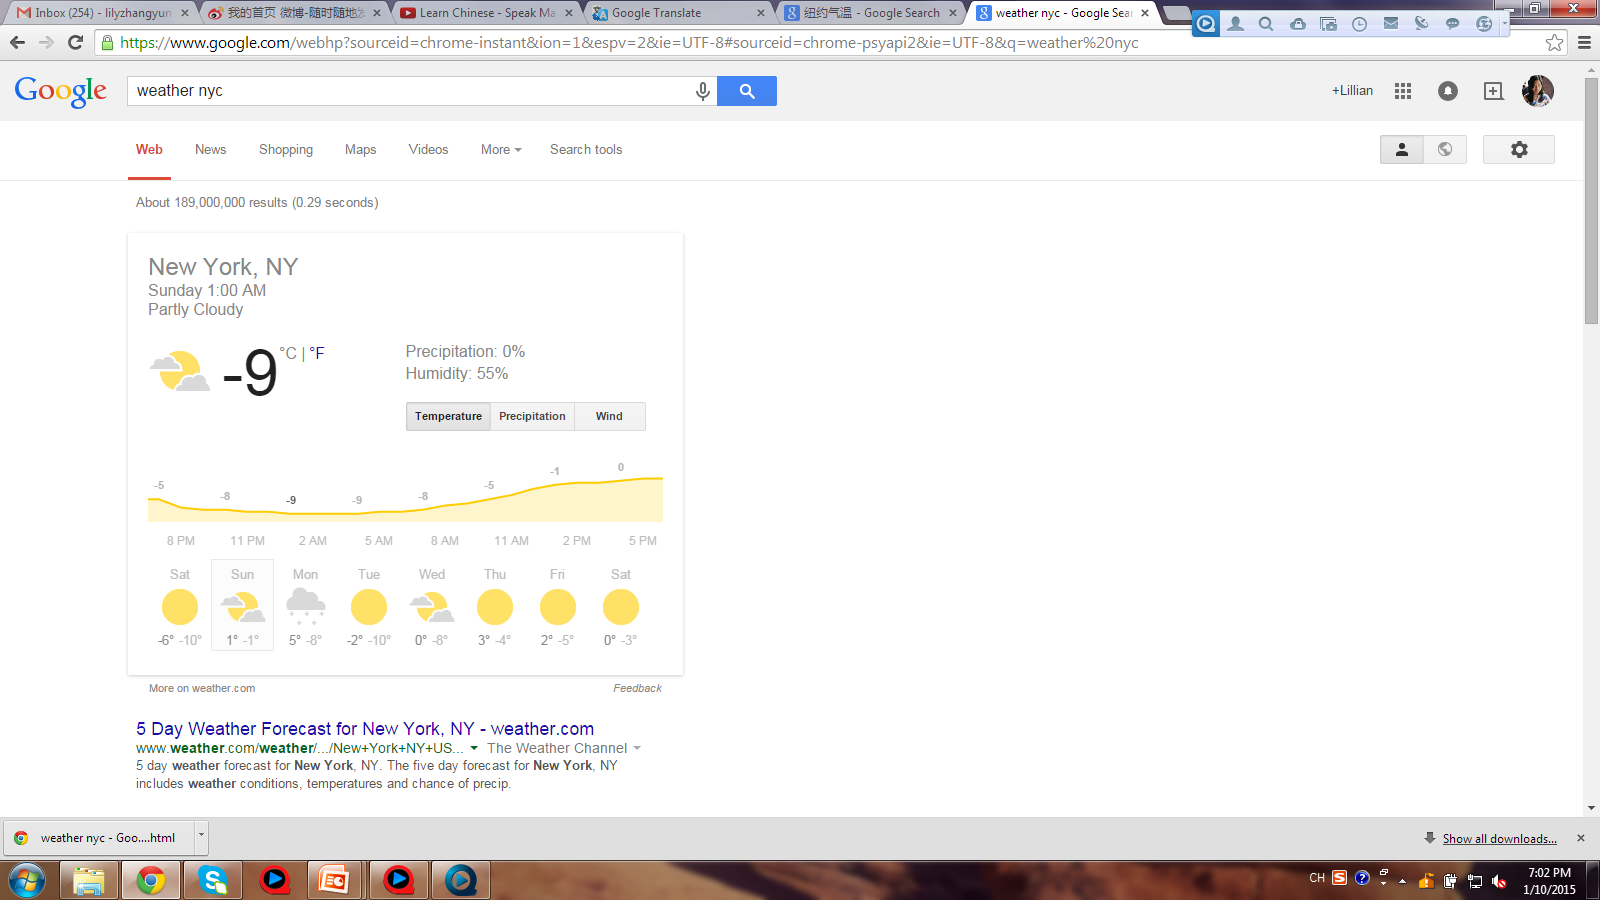 Inbox (254) - lilyzhangyun
我的首页 微博-随时随地发
Learn Chinese - Speak Ma
Google Translate
纽约气温 - Google Search
weather nyc - Google Sear
https://www.google.com/webhp?sourceid=chrome-instant&ion=1&espv=2&ie=UTF-8#sourceid=chrome-psyapi2&ie=UTF-8&q=weather%20nyc
Google
weather nyc
+Lillian
Web News Shopping Maps Videos More Search tools
About 189,000,000 results (0.29 seconds)
New York, NY
Sunday 1:00 AM
Partly Cloudy
-9 °C | °F
Precipitation: 0%
Humidity: 55%
Temperature Precipitation Wind
-5 -8 -9 -9 -8 -5 -1 0
8 PM 11 PM 2 AM 5 AM 8 AM 11 AM 2 PM 5 PM
Sat Sun Mon Tue Wed Thu Fri Sat
-6° -10° 1° -1° 5° -8° -2° -10° 0° -8° 3° -4° 2° -5° 0° -3°
More on weather.com
Feedback
5 Day Weather Forecast for New York, NY - weather.com
www.weather.com/weather/.../New+York+NY+US... The Weather Channel
5 day weather forecast for New York, NY. The five day forecast for New York, NY
includes weather conditions, temperatures and chance of precip.
weather nyc - Goo....html
Show all downloads...
CH
7:02 PM
1/10/2015